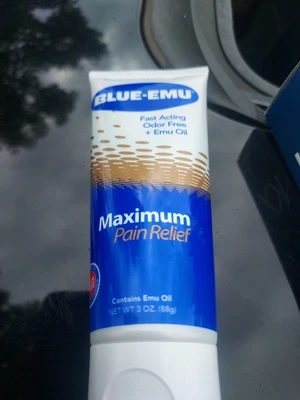 BLUE-EMU
Fast Acting
Odor Free
+ Emu Oil
Maximum
Pain Relief
Contains Emu Oil
NET WT 3 OZ. (88g)